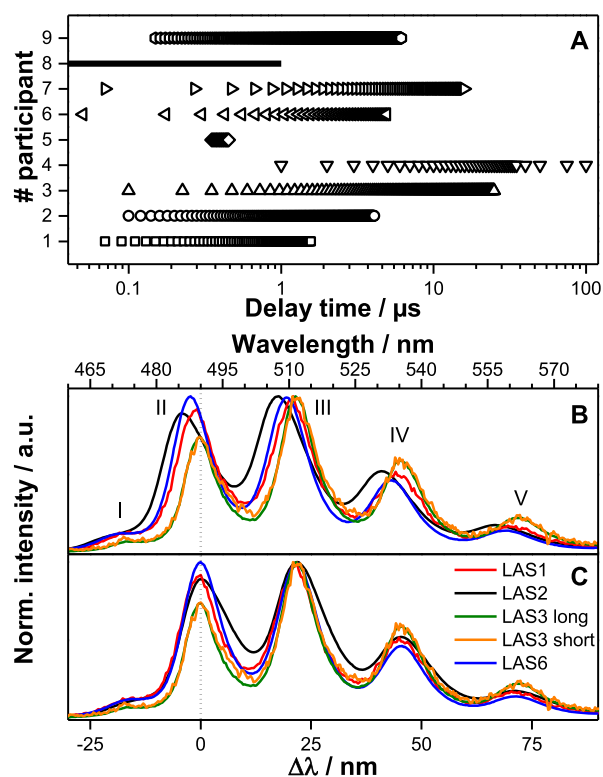 A
# participant
9
8
7
6
5
4
3
2
1
0.1 1 10 100
Delay time / µs
Wavelength / nm
465 480 495 510 525 540 555 570
Norm. intensity / a.u.
B
I
II
III
IV
V
C
LAS1
LAS2
LAS3 long
LAS3 short
LAS6
-25 0 25 50 75
Δλ / nm